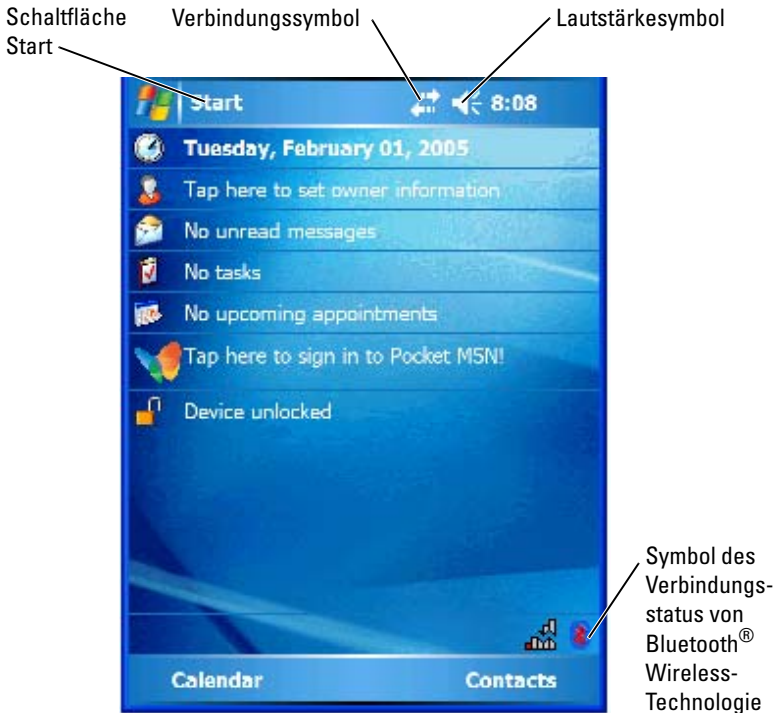 Schaltfläche
Start
Verbindungssymbol
Lautstärkesymbol
Start
8:08
Tuesday, February 01, 2005
Tap here to set owner information
No unread messages
No tasks
No upcoming appointments
Tap here to sign in to Pocket MSN!
Device unlocked
Symbol des
Verbindungs-
status von
Bluetooth®
Wireless-
Technologie
Calendar
Contacts